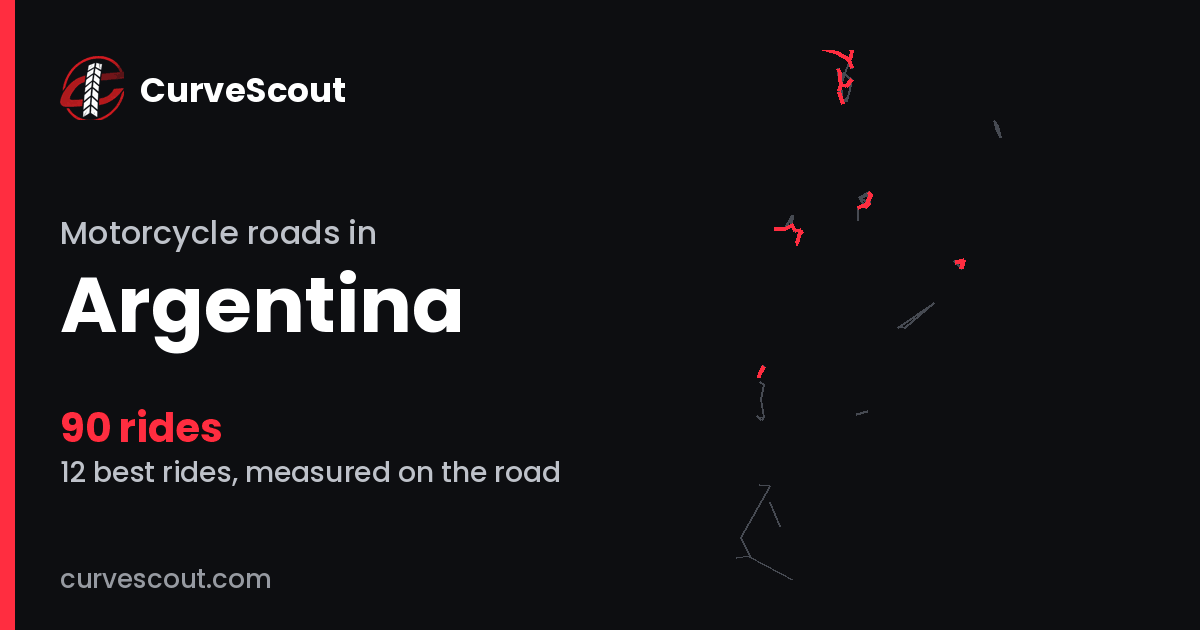 CurveScout
Motorcycle roads in
Argentina
90 rides
12 best rides, measured on the road
curvescout.com